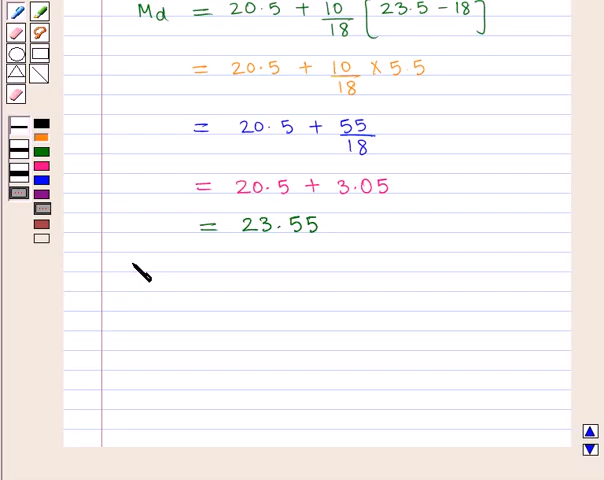 Md = 20.5 + 10/18 [23.5 - 18]
= 20.5 + 10/18 × 5.5
= 20.5 + 55/18
= 20.5 + 3.05
= 23.55